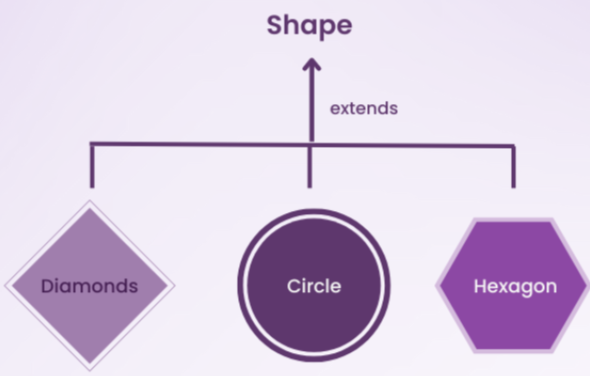 Shape
extends
Diamonds
Circle
Hexagon